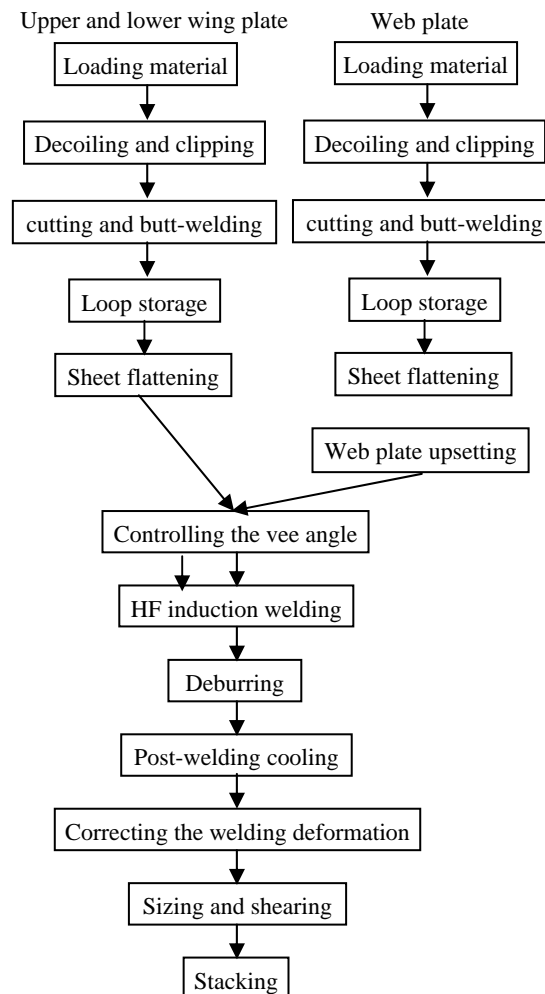 Upper and lower wing plate
Loading material
Decoiling and clipping
cutting and butt-welding
Loop storage
Sheet flattening
Web plate
Loading material
Decoiling and clipping
cutting and butt-welding
Loop storage
Sheet flattening
Web plate upsetting
Controlling the vee angle
HF induction welding
Deburring
Post-welding cooling
Correcting the welding deformation
Sizing and shearing
Stacking